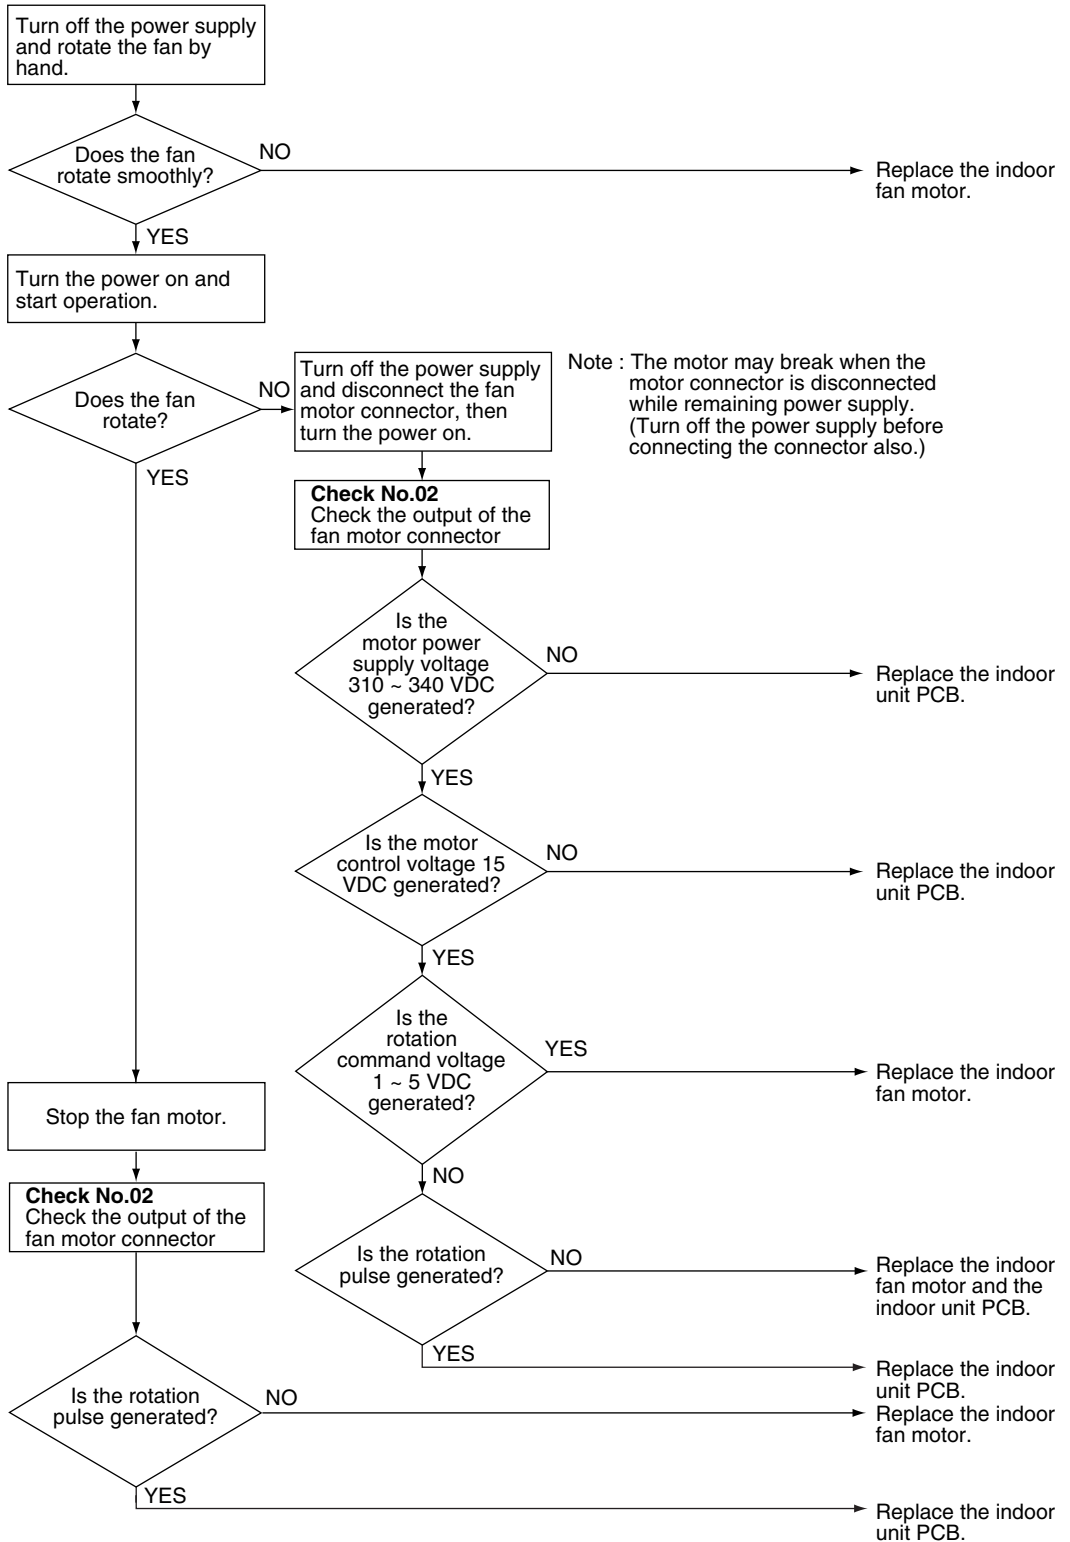 Turn off the power supply
and rotate the fan by
hand.
Does the fan
rotate smoothly?
NO
Replace the indoor
fan motor.
YES
Turn the power on and
start operation.
Does the fan
rotate?
NO
Turn off the power supply
and disconnect the fan
motor connector, then
turn the power on.
Note : The motor may break when the
motor connector is disconnected
while remaining power supply.
(Turn off the power supply before
connecting the connector also.)
YES
Check No.02
Check the output of the
fan motor connector
Is the
motor power
supply voltage
310 ~ 340 VDC
generated?
NO
Replace the indoor
unit PCB.
YES
Is the motor
control voltage 15
VDC generated?
NO
Replace the indoor
unit PCB.
YES
Is the
rotation
command voltage
1 ~ 5 VDC
generated?
YES
Replace the indoor
fan motor.
NO
Stop the fan motor.
Check No.02
Check the output of the
fan motor connector
Is the rotation
pulse generated?
NO
Replace the indoor
fan motor and the
indoor unit PCB.
YES
Replace the indoor
unit PCB.
Is the rotation
pulse generated?
NO
Replace the indoor
fan motor.
YES
Replace the indoor
unit PCB.